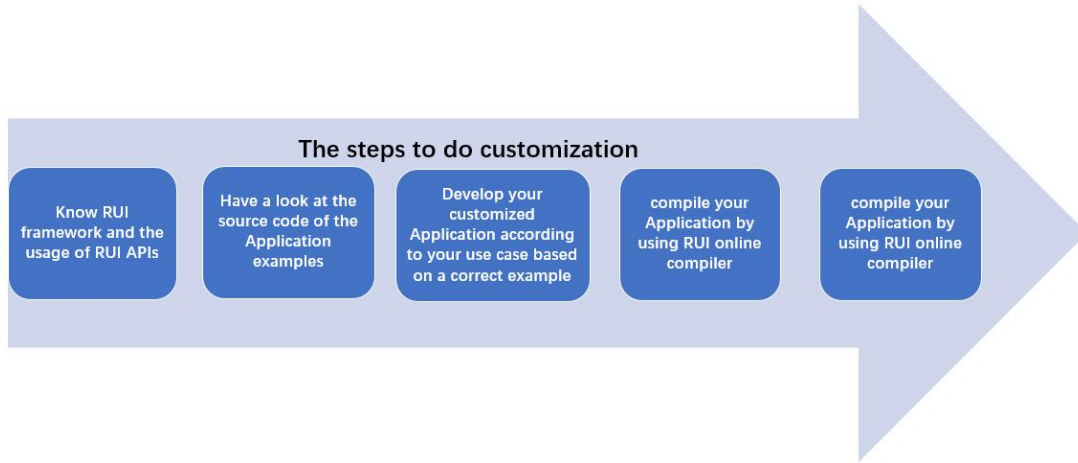 The steps to do customization
Know RUI
framework and the
usage of RUI APIs
Have a look at the
source code of the
Application
examples
Develop your
customized
Application according
to your use case based
on a correct example
compile your
Application by
using RUI online
compiler
compile your
Application by
using RUI online
compiler